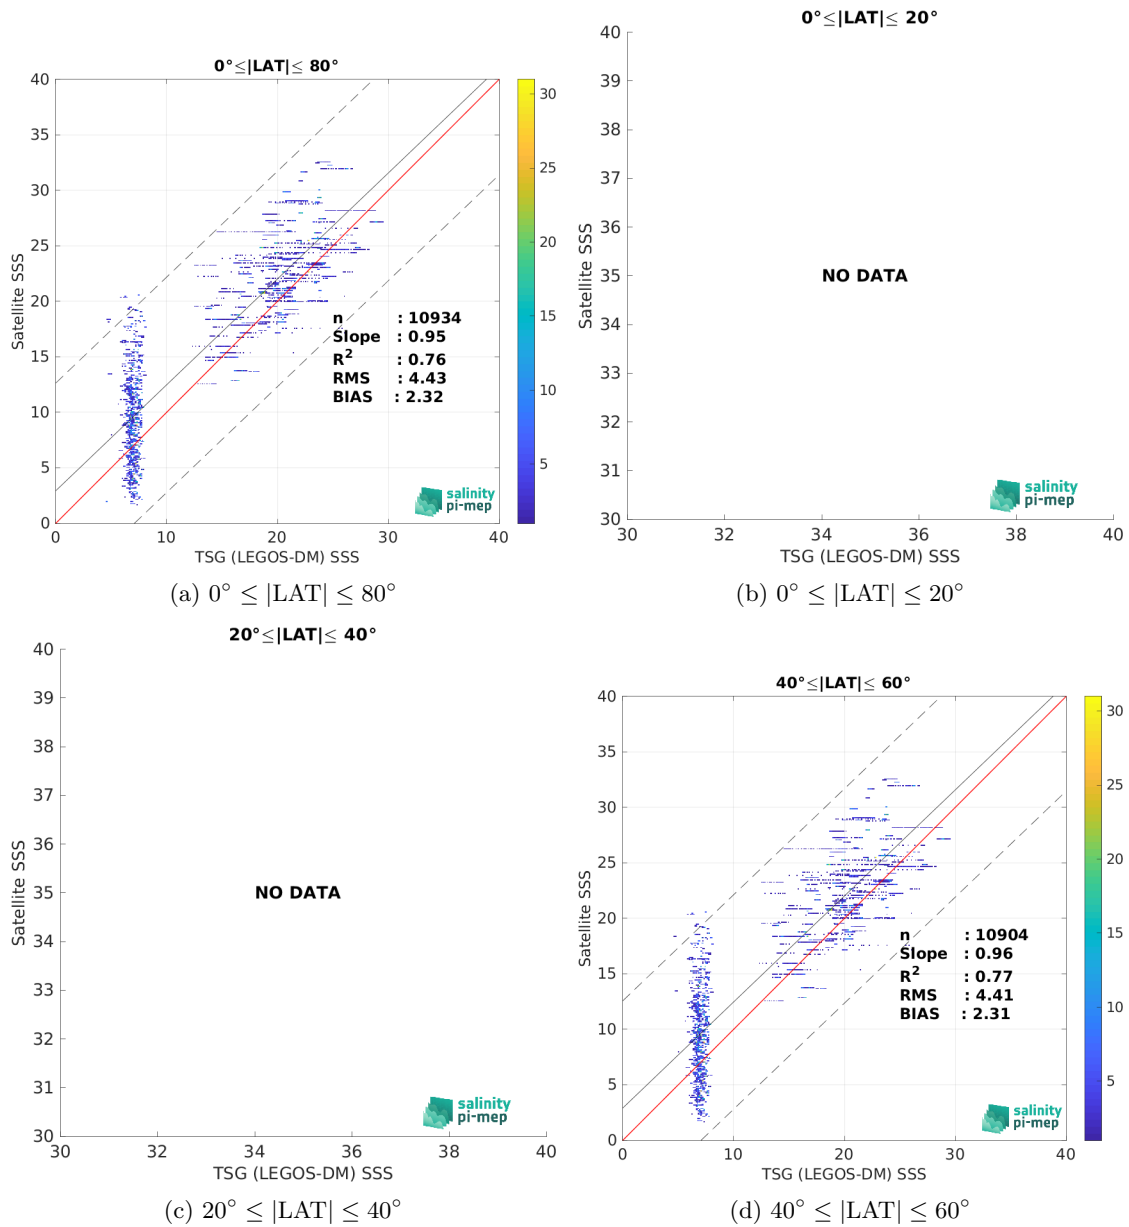 0°≤|LAT|≤ 80°
40
35
30
25
20
15
10
5
0
Satellite SSS
0
10
20
30
40
TSG (LEGOS-DM) SSS
30
25
20
15
10
5
n : 10934
Slope : 0.95
R2 : 0.76
RMS : 4.43
BIAS : 2.32
salinity
pi-mep
(a) 0° ≤ |LAT| ≤ 80°
0°≤|LAT|≤ 20°
40
39
38
37
36
35
34
33
32
31
30
Satellite SSS
NO DATA
30
32
34
36
38
40
TSG (LEGOS-DM) SSS
salinity
pi-mep
(b) 0° ≤ |LAT| ≤ 20°
20°≤|LAT|≤ 40°
40
39
38
37
36
35
34
33
32
31
30
Satellite SSS
NO DATA
30
32
34
36
38
40
TSG (LEGOS-DM) SSS
salinity
pi-mep
(c) 20° ≤ |LAT| ≤ 40°
40°≤|LAT|≤ 60°
40
35
30
25
20
15
10
5
0
Satellite SSS
0
10
20
30
40
TSG (LEGOS-DM) SSS
30
25
20
15
10
5
n : 10904
Slope : 0.96
R2 : 0.77
RMS : 4.41
BIAS : 2.31
salinity
pi-mep
(d) 40° ≤ |LAT| ≤ 60°